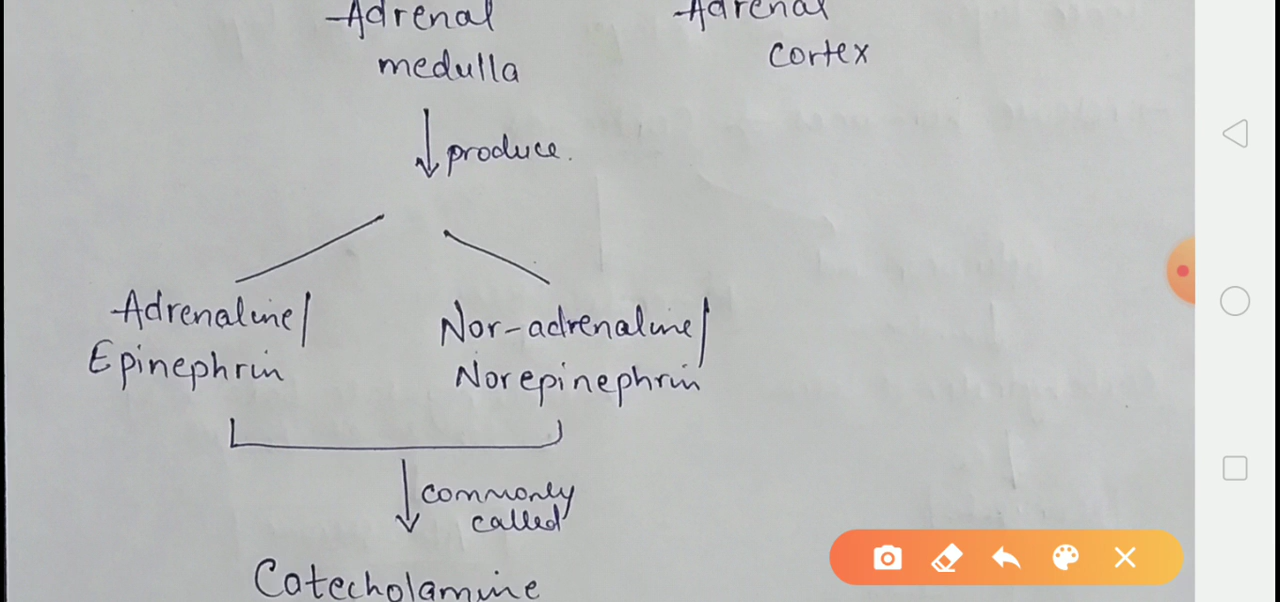 Adrenal
medulla
Adrenal
cortex
produce.
Adrenaline/
Epinephrin
Nor-adrenaline/
Norepinephrin
commonly
called
Catecholamine